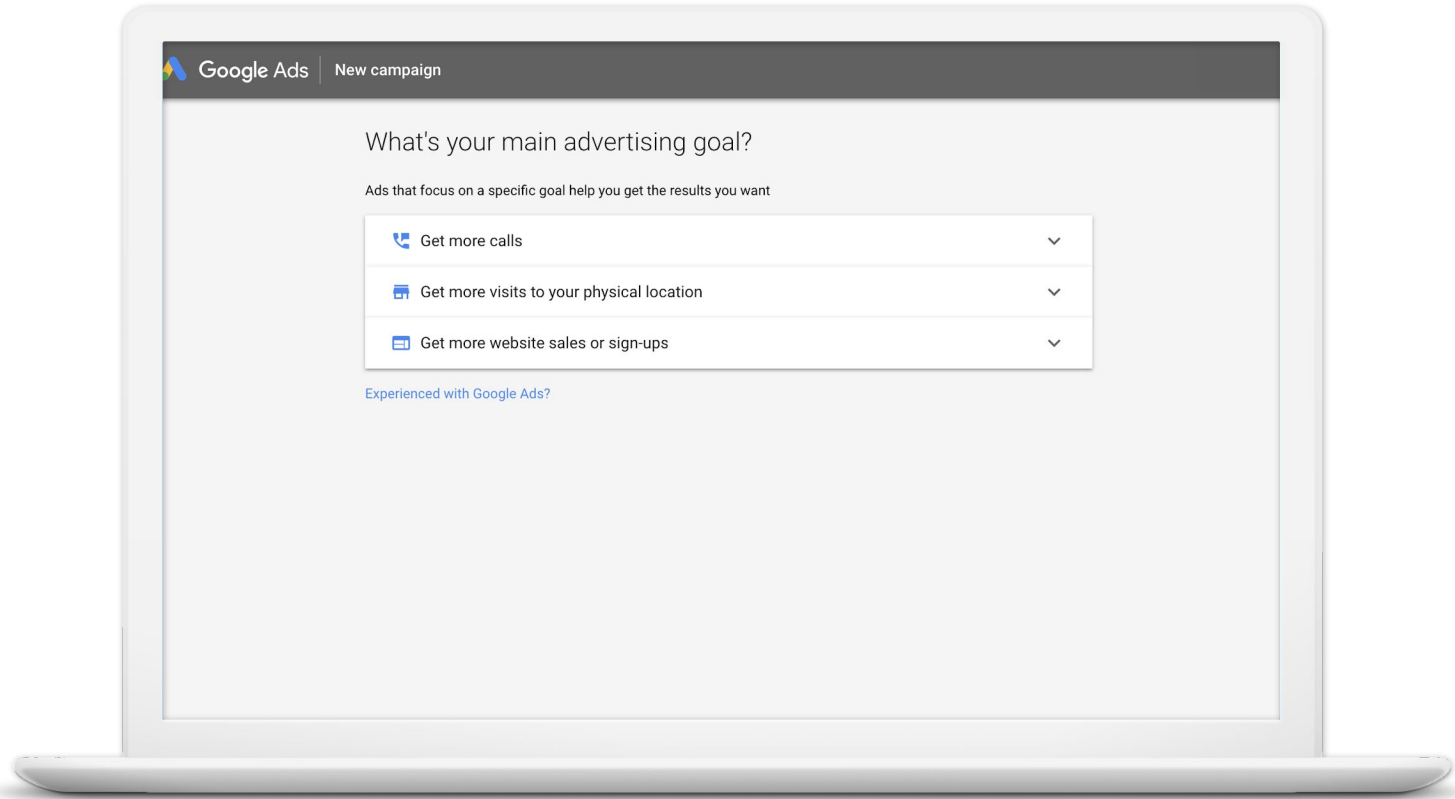 Google Ads New campaign
What's your main advertising goal?
Ads that focus on a specific goal help you get the results you want
Get more calls
Get more visits to your physical location
Get more website sales or sign-ups
Experienced with Google Ads?